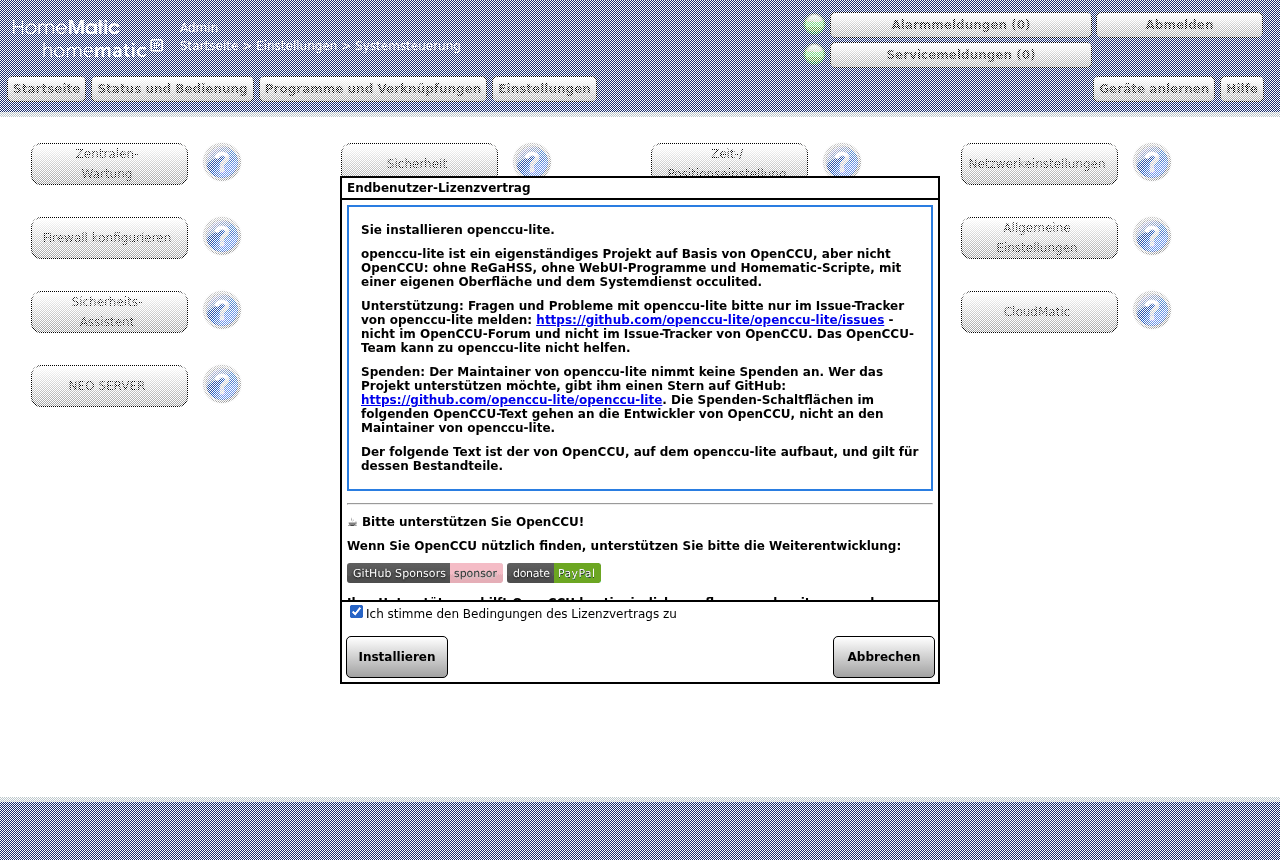 HomeMatic
homematic IP
Startseite > Einstellungen > Systemsteuerung
Alarmmeldungen (0)
Abmelden
Servicemeldungen (0)
Startseite
Status und Bedienung
Programme und Verknüpfungen
Einstellungen
Geräte anlernen
Hilfe
Zentralen-
Wartung
?
Sicherheit
?
Zeit-/
Positionseinstellung
?
Netzwerkeinstellungen
?
Firewall konfigurieren
?
Allgemeine
Einstellungen
?
Sicherheits-
Assistent
?
CloudMatic
?
NEO SERVER
?
Endbenutzer-Lizenzvertrag
Sie installieren openccu-lite.
openccu-lite ist ein eigenständiges Projekt auf Basis von OpenCCU, aber nicht
OpenCCU: ohne ReGaHSS, ohne WebUI-Programme und Homematic-Scripte, mit
einer eigenen Oberfläche und dem Systemdienst occulited.
Unterstützung: Fragen und Probleme mit openccu-lite bitte nur im Issue-Tracker
von openccu-lite melden: https://github.com/openccu-lite/openccu-lite/issues -
nicht im OpenCCU-Forum und nicht im Issue-Tracker von OpenCCU. Das OpenCCU-
Team kann zu openccu-lite nicht helfen.
Spenden: Der Maintainer von openccu-lite nimmt keine Spenden an. Wer das
Projekt unterstützen möchte, gibt ihm einen Stern auf GitHub:
https://github.com/openccu-lite/openccu-lite. Die Spenden-Schaltflächen im
folgenden OpenCCU-Text gehen an die Entwickler von OpenCCU, nicht an den
Maintainer von openccu-lite.
Der folgende Text ist der von OpenCCU, auf dem openccu-lite aufbaut, und gilt für
dessen Bestandteile.
☕ Bitte unterstützen Sie OpenCCU!
Wenn Sie OpenCCU nützlich finden, unterstützen Sie bitte die Weiterentwicklung:
GitHub Sponsors sponsor donate PayPal
Ich stimme den Bedingungen des Lizenzvertrags zu
Installieren
Abbrechen